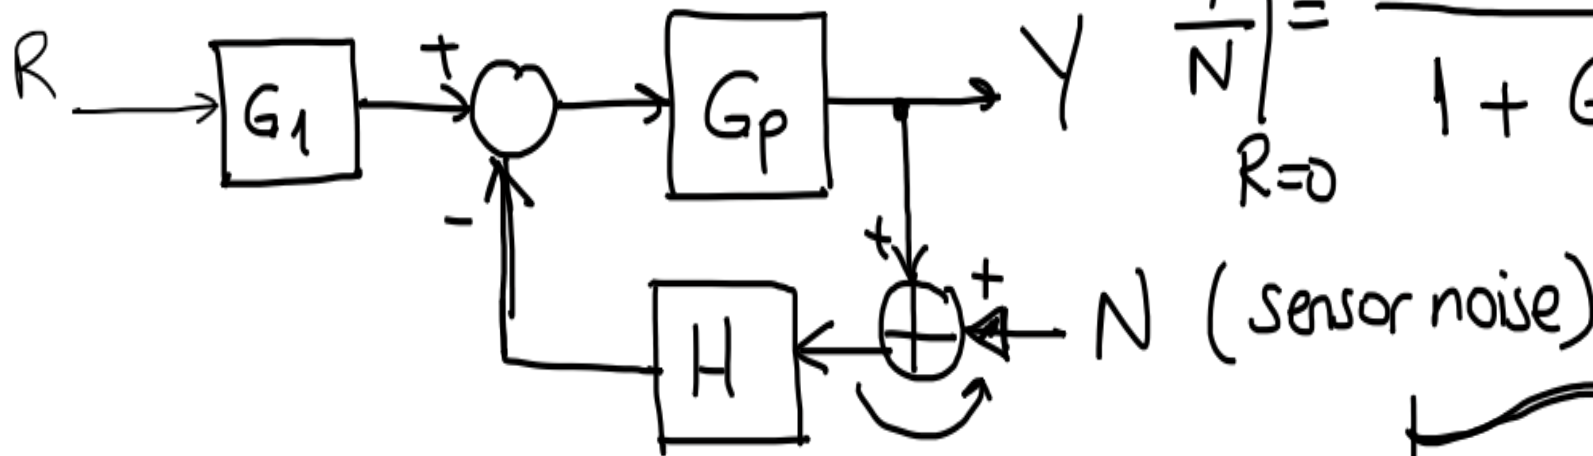 R
G1
+
-
Gp
Y
H
+
+
N (sensor noise)
N
R=0
=
1 +